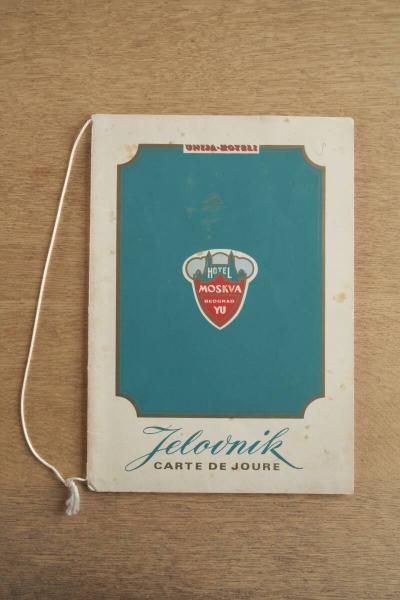 UNIJA-HOTELI
HOTEL
MOSKVA
BEOGRAD
YU
Jelovnik
CARTE DE JOURE